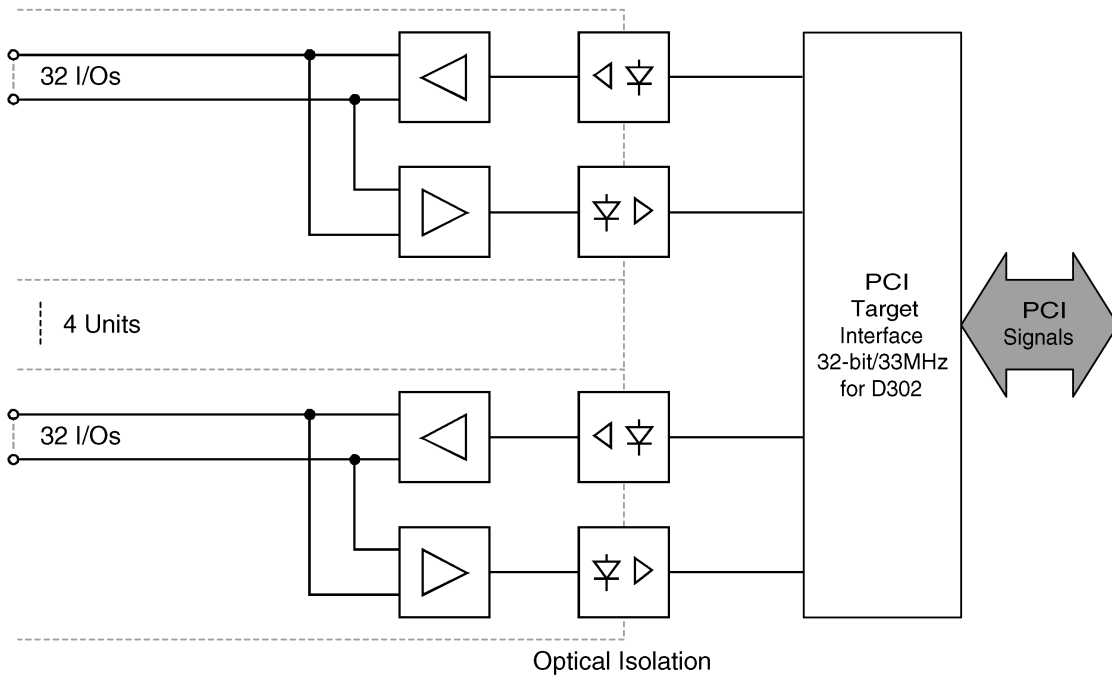 32 I/Os
4 Units
32 I/Os
PCI
Target
Interface
32-bit/33MHz
for D302
PCI
Signals
Optical Isolation